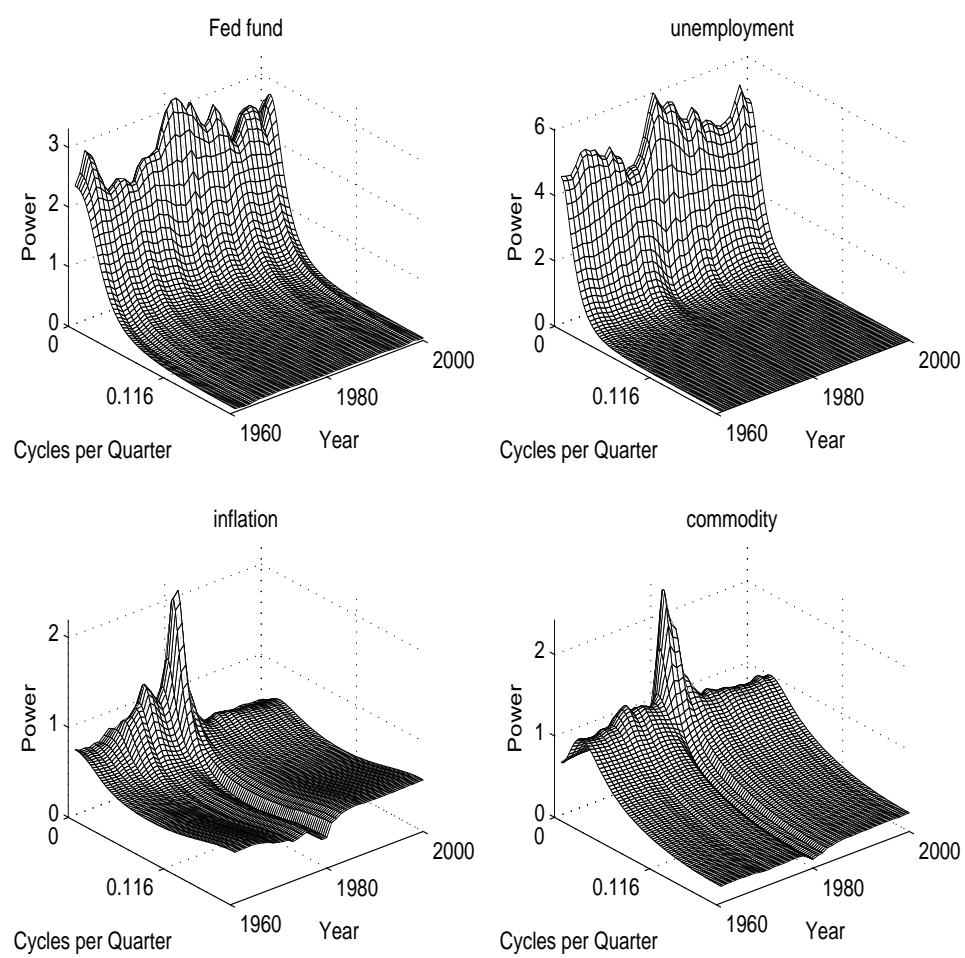 Fed fund
unemployment
3
2
1
0
Power
0
0.116
Cycles per Quarter
1960
1980
2000
Year
6
4
2
0
Power
0
0.116
Cycles per Quarter
1960
1980
2000
Year
inflation
commodity
2
1
0
Power
0
0.116
Cycles per Quarter
1960
1980
2000
Year
2
1
0
Power
0
0.116
Cycles per Quarter
1960
1980
2000
Year